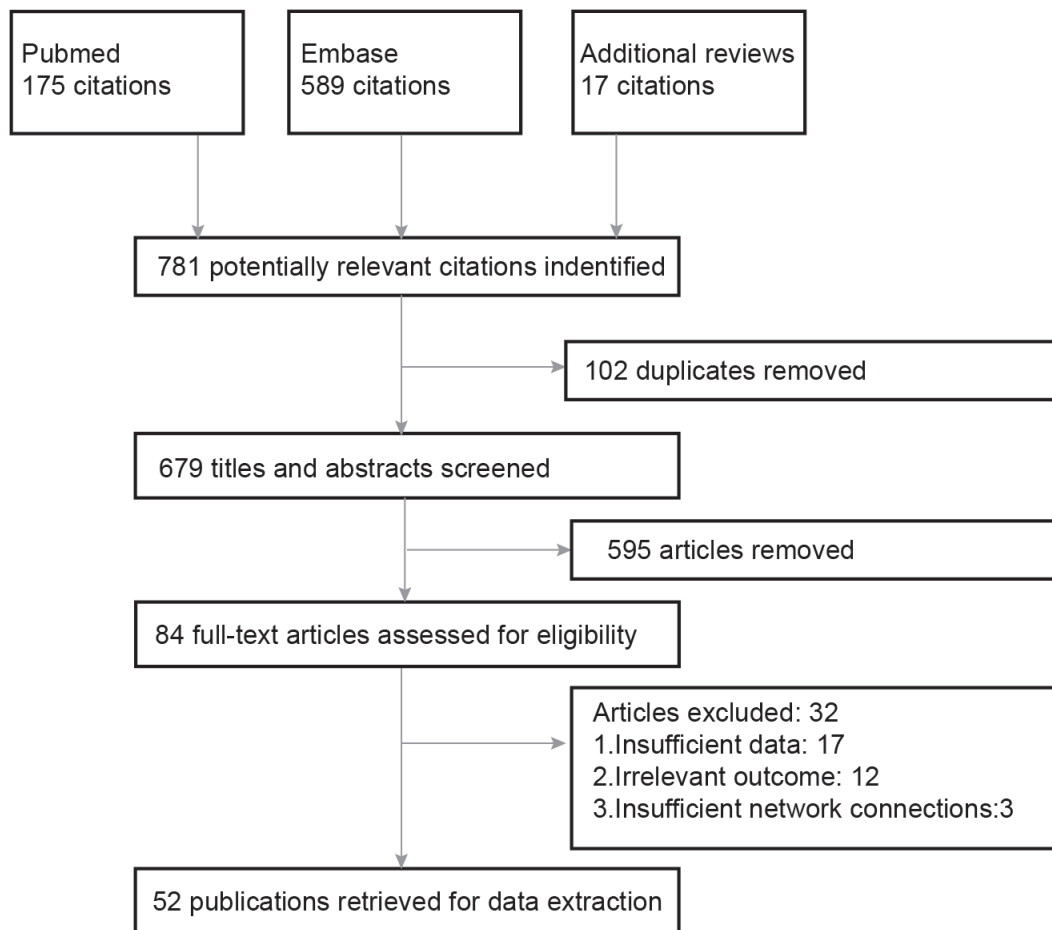 Pubmed
175 citations
Embase
589 citations
Additional reviews
17 citations
781 potentially relevant citations indentified
102 duplicates removed
679 titles and abstracts screened
595 articles removed
84 full-text articles assessed for eligibility
Articles excluded: 32
1.Insufficient data: 17
2.Irrelevant outcome: 12
3.Insufficient network connections:3
52 publications retrieved for data extraction